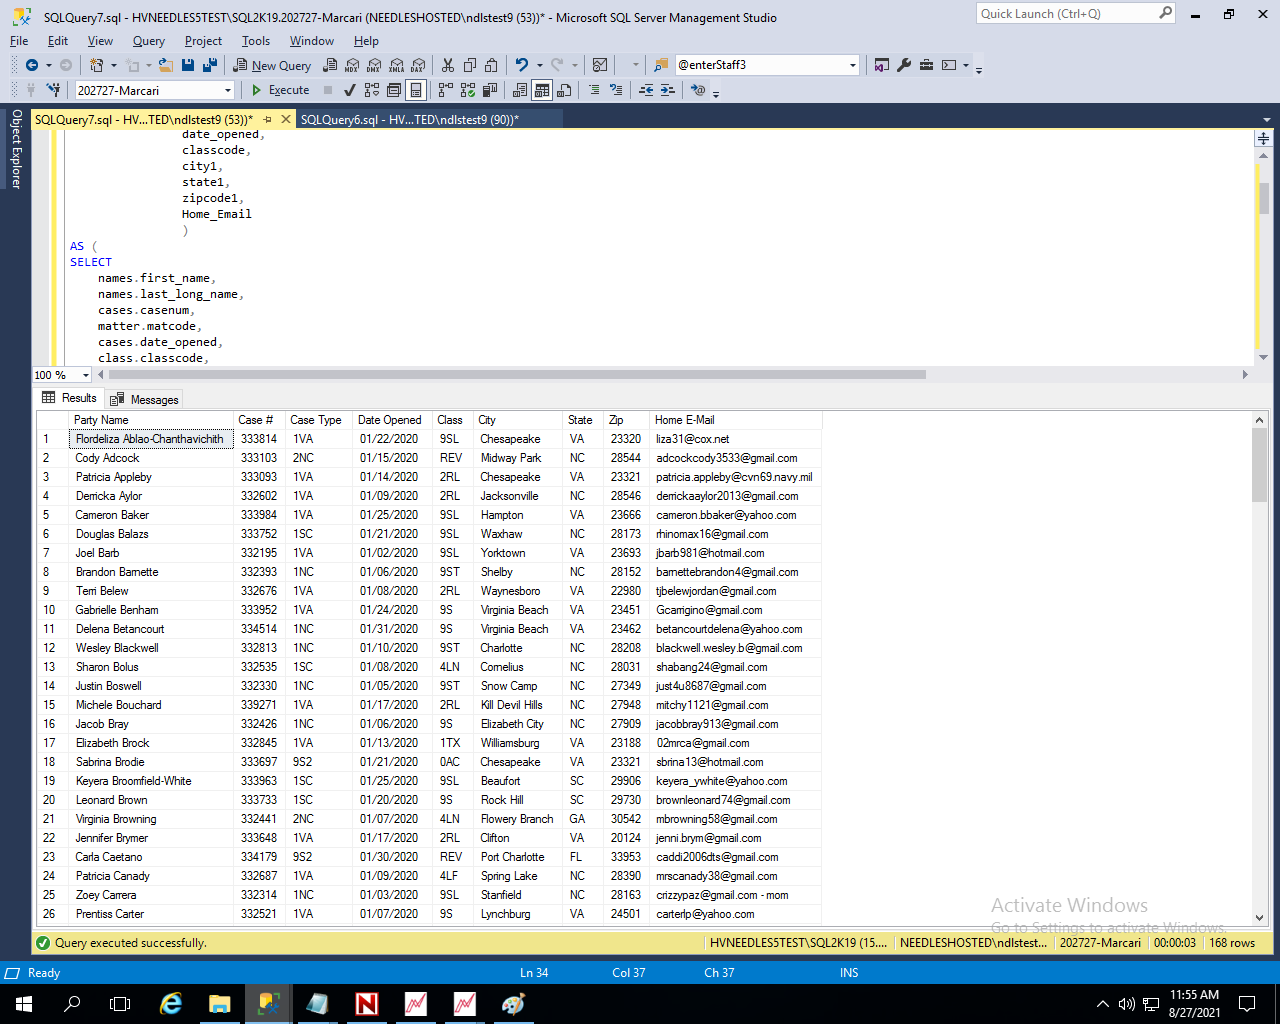 SQLQuery7.sql - HVNEEDLES5TEST\SQL2K19.202727-Marcari (NEEDLESHOSTED\ndlstest9 (53))* - Microsoft SQL Server Management Studio
Quick Launch (Ctrl+Q)
File Edit View Query Project Tools Window Help
New Query MDX DMX XMLA DAX @enterStaff3
202727-Marcari Execute
Object Explorer
SQLQuery7.sql - HV...TED\ndlstest9 (53))* SQLQuery6.sql - HV...TED\ndlstest9 (90))*
date_opened,
classcode,
city1,
state1,
zipcode1,
Home_Email
)
AS (
SELECT
names.first_name,
names.last_long_name,
cases.casenum,
matter.matcode,
cases.date_opened,
class.classcode,
100 %
Results Messages
Party Name Case # Case Type Date Opened Class City State Zip Home E-Mail
1 Flordeliza Ablao-Chanthavichith 333814 1VA 01/22/2020 9SL Chesapeake VA 23320 liza31@cox.net
2 Cody Adcock 333103 2NC 01/15/2020 REV Midway Park NC 28544 adcockcody3533@gmail.com
3 Patricia Appleby 333093 1VA 01/14/2020 2RL Chesapeake VA 23321 patricia.appleby@cvn69.navy.mil
4 Derricka Aylor 332602 1VA 01/09/2020 2RL Jacksonville NC 28546 derrickaaylor2013@gmail.com
5 Cameron Baker 333984 1VA 01/25/2020 9SL Hampton VA 23666 cameron.bbaker@yahoo.com
6 Douglas Balazs 333752 1SC 01/21/2020 9SL Waxhaw NC 28173 rhinomax16@gmail.com
7 Joel Barb 332195 1VA 01/02/2020 9SL Yorktown VA 23693 jbarb981@hotmail.com
8 Brandon Barnette 332393 1NC 01/06/2020 9ST Shelby NC 28152 barnettebrandon4@gmail.com
9 Terri Belew 332676 1VA 01/08/2020 2RL Waynesboro VA 22980 tjbelewjordan@gmail.com
10 Gabrielle Benham 333952 1VA 01/24/2020 9S Virginia Beach VA 23451 Gcarrigino@gmail.com
11 Delena Betancourt 334514 1NC 01/31/2020 9S Virginia Beach VA 23462 betancourtdelena@yahoo.com
12 Wesley Blackwell 332813 1NC 01/10/2020 9ST Charlotte NC 28208 blackwell.wesley.b@gmail.com
13 Sharon Bolus 332535 1SC 01/08/2020 4LN Cornelius NC 28031 shabang24@gmail.com
14 Justin Boswell 332330 1NC 01/05/2020 9ST Snow Camp NC 27349 just4u8687@gmail.com
15 Michele Bouchard 339271 1VA 01/17/2020 2RL Kill Devil Hills NC 27948 mitchy1121@gmail.com
16 Jacob Bray 332426 1NC 01/06/2020 9S Elizabeth City NC 27909 jacobbray913@gmail.com
17 Elizabeth Brock 332845 1VA 01/13/2020 1TX Williamsburg VA 23188 02mrca@gmail.com
18 Sabrina Brodie 333697 9S2 01/21/2020 0AC Chesapeake VA 23321 sbrina13@hotmail.com
19 Keyera Broomfield-White 333963 1SC 01/25/2020 9SL Beaufort SC 29906 keyera_ywhite@yahoo.com
20 Leonard Brown 333733 1SC 01/20/2020 9S Rock Hill SC 29730 brownleonard74@gmail.com
21 Virginia Browning 332441 2NC 01/07/2020 4LN Flowery Branch GA 30542 mbrowning58@gmail.com
22 Jennifer Brymer 333648 1VA 01/17/2020 2RL Clifton VA 20124 jenni.brym@gmail.com
23 Carla Caetano 334179 9S2 01/30/2020 REV Port Charlotte FL 33953 caddi2006dts@gmail.com
24 Patricia Canady 332687 1VA 01/09/2020 4LF Spring Lake NC 28390 mrscanady38@gmail.com
25 Zoey Carrera 332314 1NC 01/03/2020 9SL Stanfield NC 28163 crizzypaz@gmail.com - mom
26 Prentiss Carter 332521 1VA 01/07/2020 9S Lynchburg VA 24501 carterlp@yahoo.com
Activate Windows
Go to Settings to activate Windows.
Query executed successfully. HVNEEDLES5TEST\SQL2K19 (15.... NEEDLESHOSTED\ndlstest... 202727-Marcari 00:00:03 168 rows
Ready Ln 34 Col 37 Ch 37 INS
11:55 AM
8/27/2021